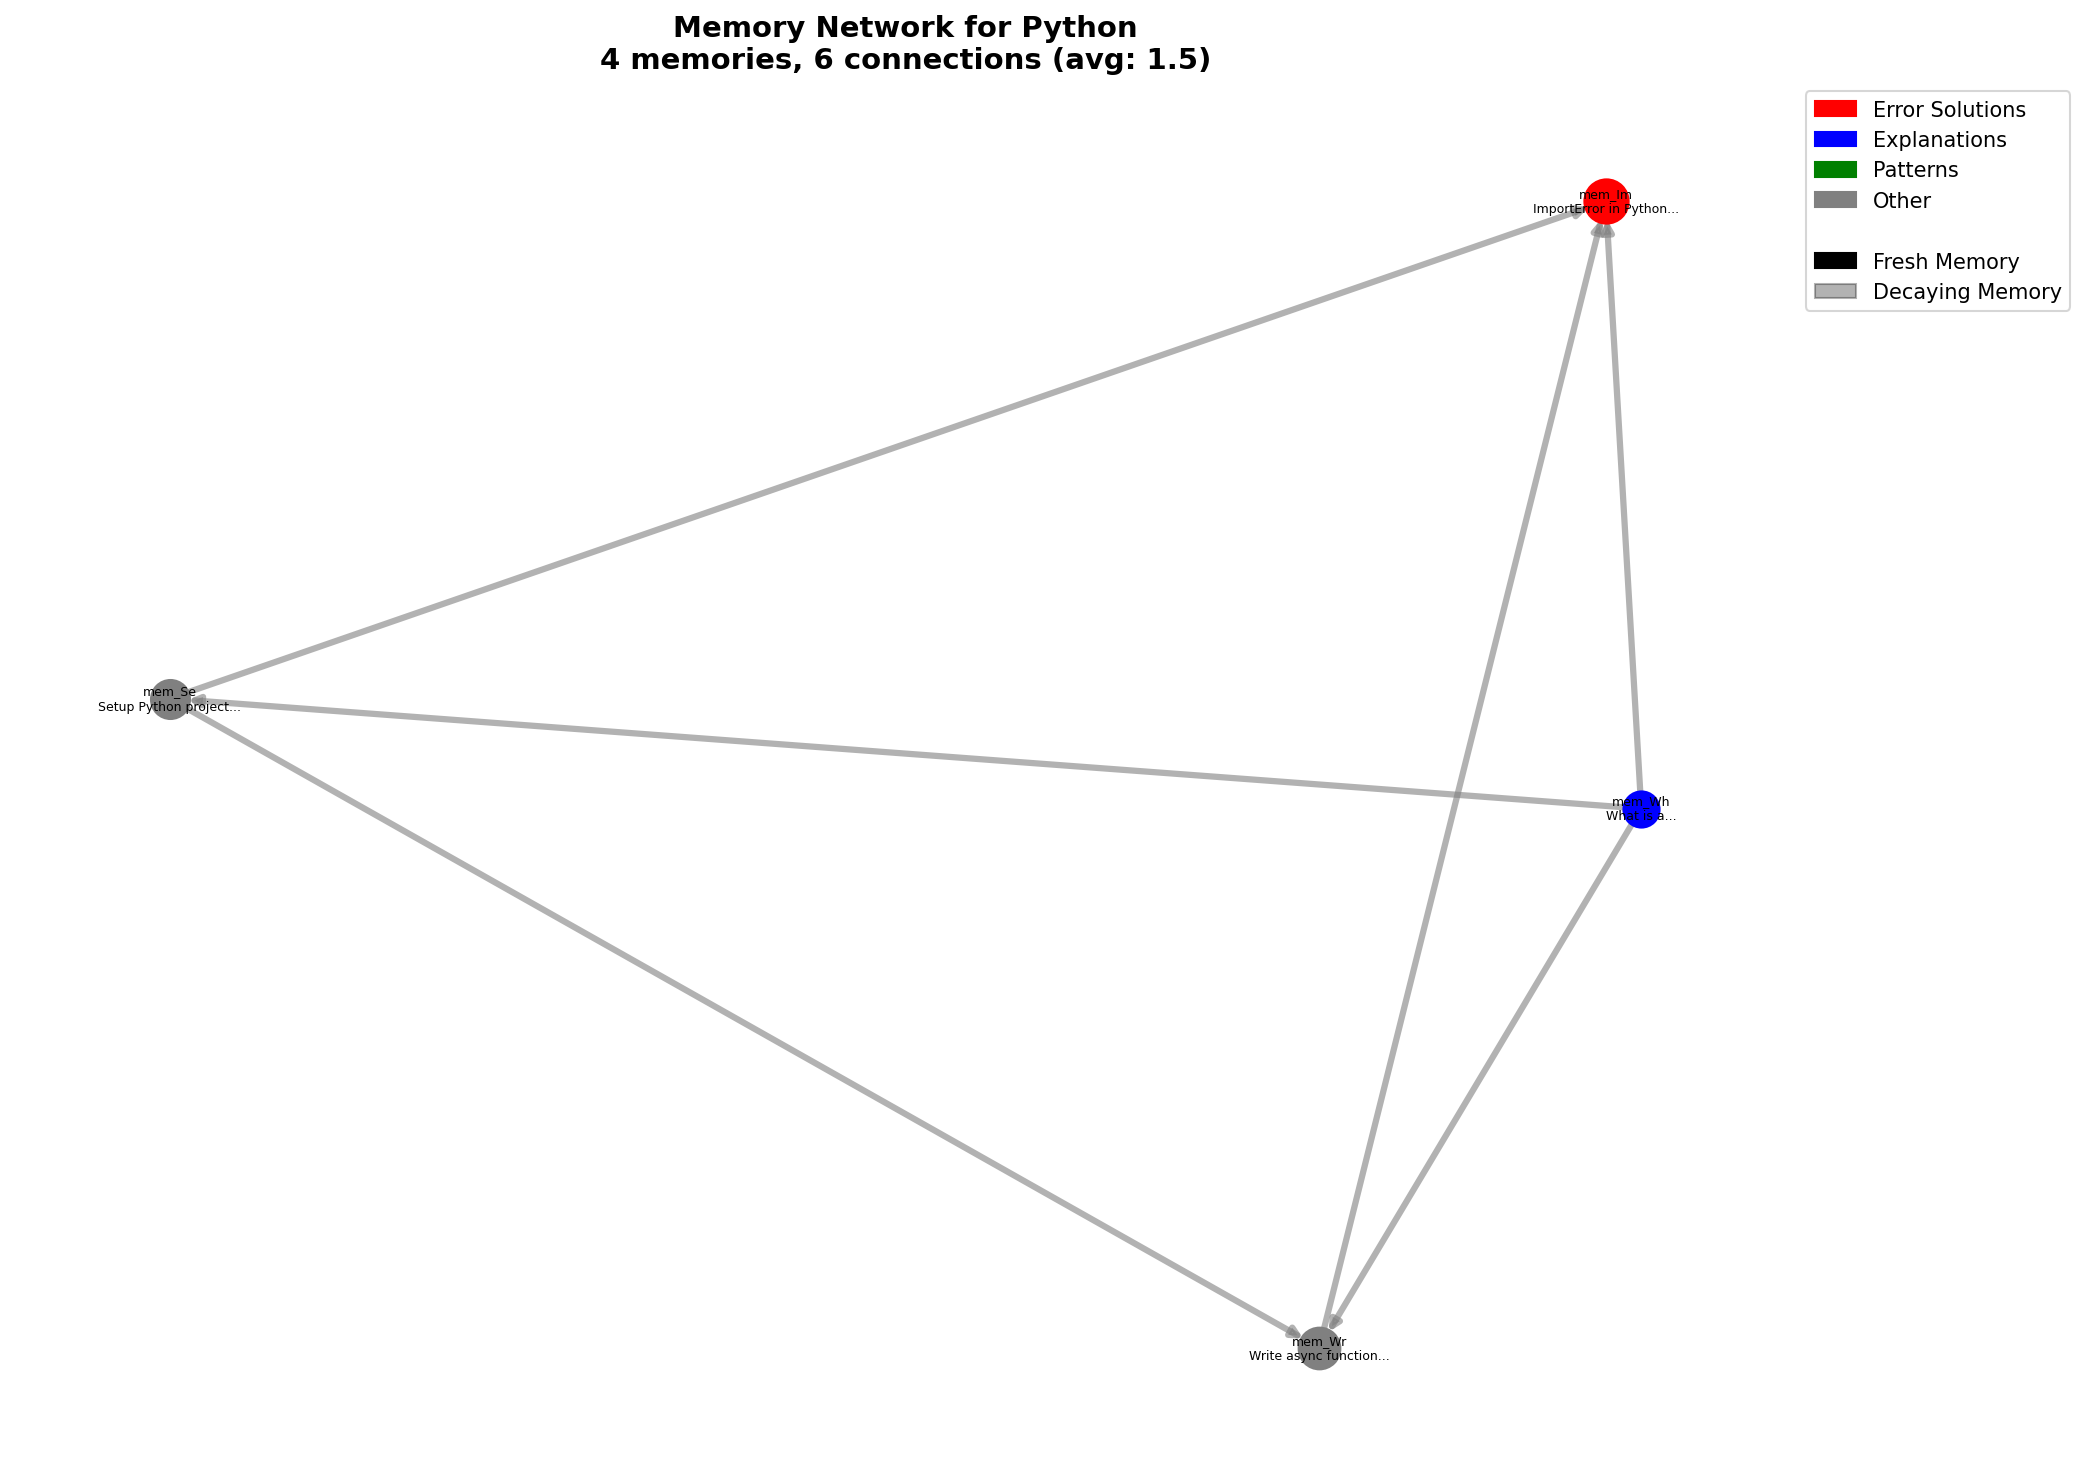 Memory Network for Python
4 memories, 6 connections (avg: 1.5)
Error Solutions
Explanations
Patterns
Other
Fresh Memory
Decaying Memory
mem_Im
ImportError in Python...
mem_Se
Setup Python project...
mem_Wh
What is a...
mem_Wr
Write async function...